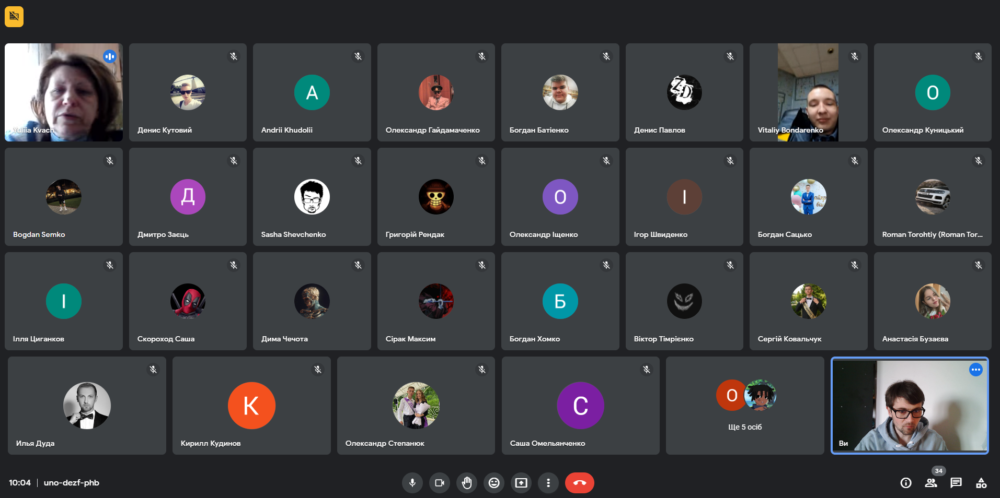 Yuliia Kvach
Денис Кутовий
A
Andrii Khudolii
Олександр Гайдамаченко
Богдан Батіенко
ZD
Денис Павлов
Vitaliy Bondarenko
О
Олександр Куницький
Bogdan Semko
Д
Дмитро Заєць
Sasha Shevchenko
Григорій Рендак
О
Олександр Іщенко
І
Ігор Швиденко
Богдан Сацько
Roman Torohtiy (Roman Tor...
І
Ілля Циганков
Скороход Саша
Дима Чечота
Сірак Максим
Б
Богдан Хомко
Віктор Тімрієнко
Сергій Ковальчук
Анастасія Бузаєва
Илья Дуда
К
Кирилл Кудинов
Олександр Степанюк
С
Саша Омельянченко
О
Ще 5 осіб
Ви
10:04 | uno-dezf-phb
34